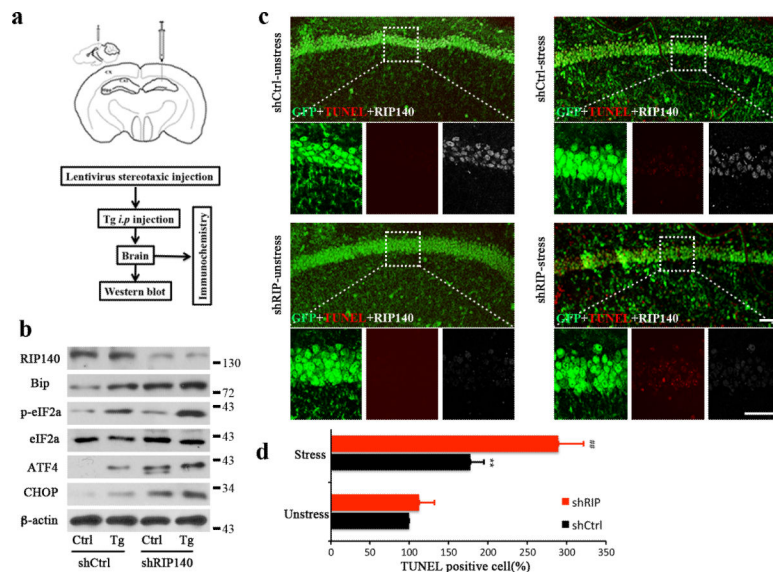 a
Lentivirus stereotaxic injection
Tg i.p injection
Brain
Western blot
Immunochemistry
b
RIP140
130
Bip
72
p-eIF2a
43
eIF2a
43
ATF4
43
CHOP
34
β-actin
43
Ctrl Tg Ctrl Tg
shCtrl shRIP140
c
shCtrl-unstress
GFP+TUNEL+RIP140
shCtrl-stress
GFP+TUNEL+RIP140
shRIP-unstress
GFP+TUNEL+RIP140
shRIP-stress
GFP+TUNEL+RIP140
d
Stress
##
**
Unstress
shRIP
shCtrl
0 50 100 150 200 250 300 350
TUNEL positive cell(%)